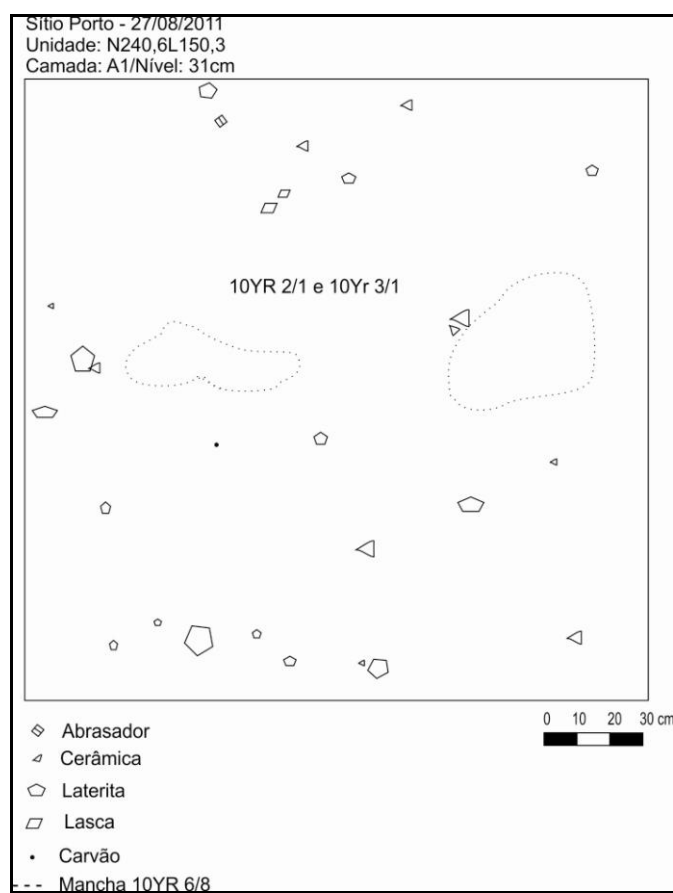 Sítio Porto - 27/08/2011
Unidade: N240,6L150,3
Camada: A1/Nível: 31cm
10YR 2/1 e 10Yr 3/1
0 10 20 30 cm
Abrasador
Cerâmica
Laterita
Lasca
Carvão
Mancha 10YR 6/8